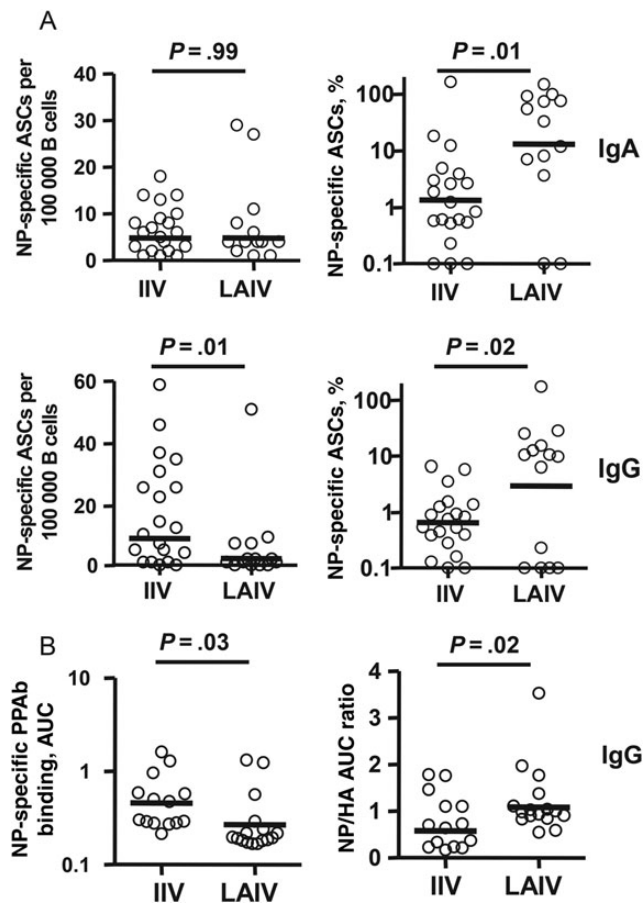 A
P = .99
NP-specific ASCs per
100 000 B cells
40
30
20
10
0
IIV
LAIV
P = .01
NP-specific ASCs, %
100
10
1
0.1
IIV
LAIV
IgA
P = .01
NP-specific ASCs per
100 000 B cells
60
40
20
0
IIV
LAIV
P = .02
NP-specific ASCs, %
100
10
1
0.1
IIV
LAIV
IgG
B
P = .03
NP-specific PPAb
binding, AUC
10
1
0.1
IIV
LAIV
P = .02
NP/HA AUC ratio
4
3
2
1
0
IIV
LAIV
IgG